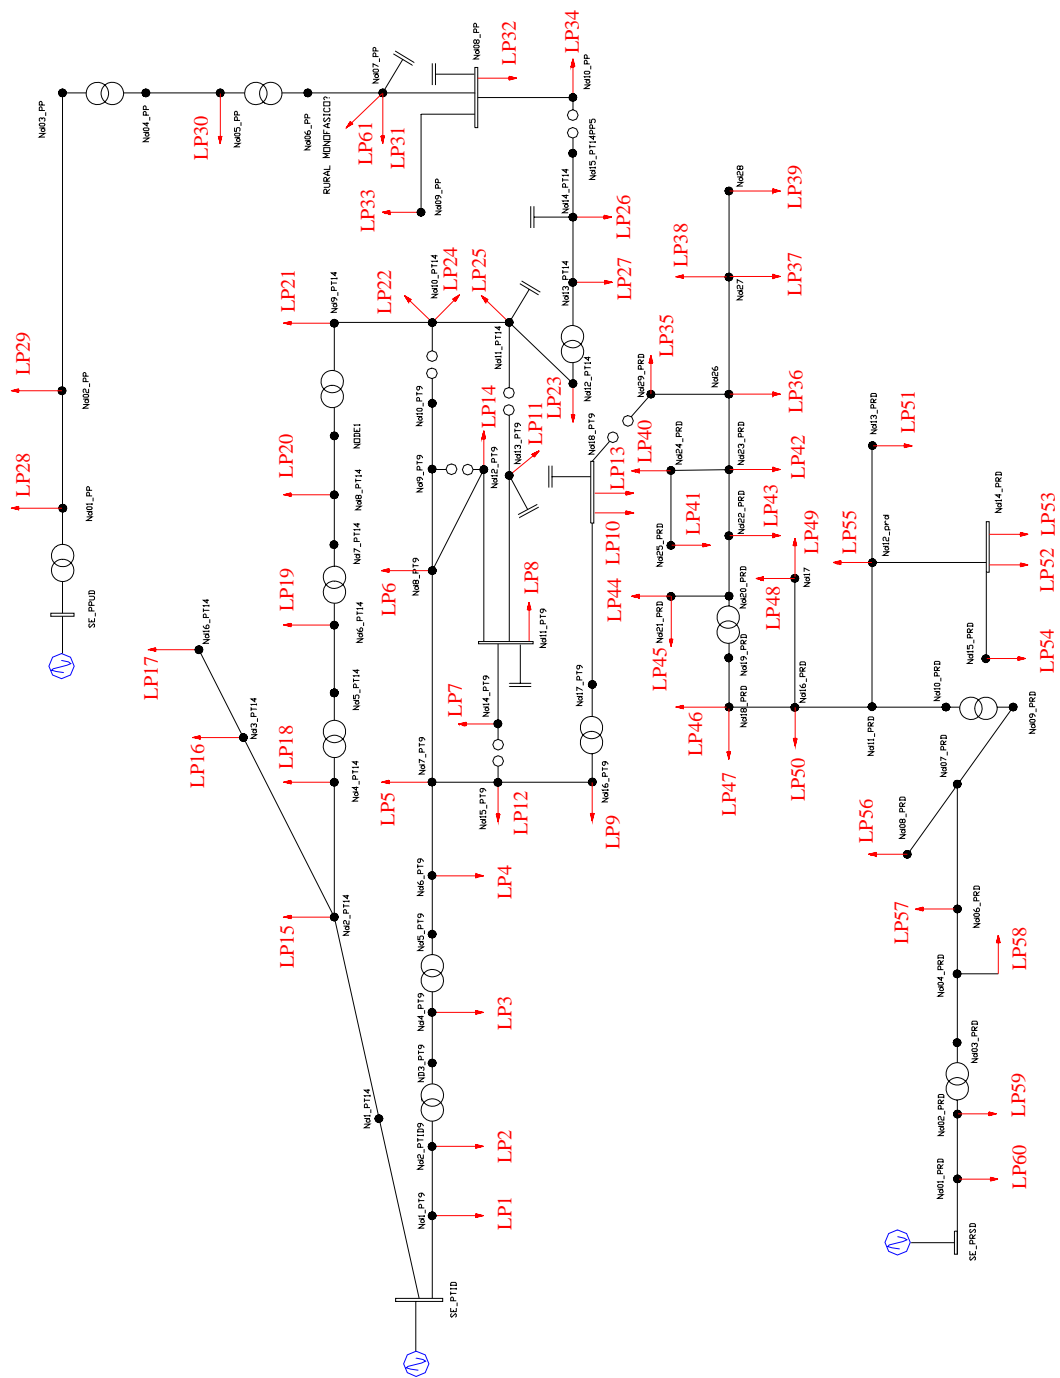 LP34
LP32
Nd08_PP
Nd07_PP
Nd10_PP
Nd03_PP
Nd04_PP
LP30
Nd05_PP
Nd06_PP
RURAL MONOFASICO?
LP61
LP31
Nd15_PT14PP5
LP33
Nd09_PP
Nd14_PT14
LP26
LP39
Nd28
LP38
LP37
Nd27
LP27
Nd13_PT14
LP21
Nd9_PT14
LP22
Nd10_PT14
LP24
LP25
Nd11_PT14
LP29
Nd02_PP
LP35
Nd29_PRD
Nd26
LP36
Nd12_PT14
LP23
LP14
LP11
Nd13_PT9
Nd10_PT9
NODE1
Nd18_PT9
LP40
Nd24_PRD
Nd23_PRD
LP42
Nd13_PRD
LP51
LP20
Nd8_PT14
Nd9_PT9
Nd12_PT9
LP13
LP10
LP28
Nd01_PP
Nd7_PT14
LP41
Nd25_PRD
LP43
Nd22_PRD
LP49
LP55
Nd12_prd
Nd14_PRD
LP53
LP52
LP6
Nd8_PT9
LP8
Nd11_PT9
LP44
LP48
Nd17
Nd20_PRD
Nd21_PRD
LP45
SE_PPUD
LP19
Nd6_PT14
Nd16_PT14
LP17
Nd19_PRD
Nd15_PRD
LP54
Nd5_PT14
LP7
Nd14_PT9
Nd17_PT9
LP46
LP47
Nd18_PRD
Nd16_PRD
LP50
Nd11_PRD
Nd10_PRD
Nd09_PRD
LP16
Nd3_PT14
LP18
Nd4_PT14
LP5
Nd7_PT9
Nd15_PT9
LP12
Nd16_PT9
LP9
Nd07_PRD
LP56
Nd08_PRD
LP4
Nd6_PT9
LP15
Nd2_PT14
Nd5_PT9
LP57
Nd06_PRD
LP58
Nd04_PRD
LP3
Nd4_PT9
Nd03_PRD
ND3_PT9
Nd1_PT14
LP2
Nd2_PTID9
LP59
Nd02_PRD
LP60
Nd01_PRD
LP1
Nd1_PT9
SE_PRSD
SE_PTID